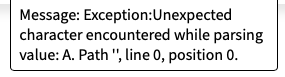 Message: Exception:Unexpected
character encountered while parsing
value: A. Path '', line 0, position 0.